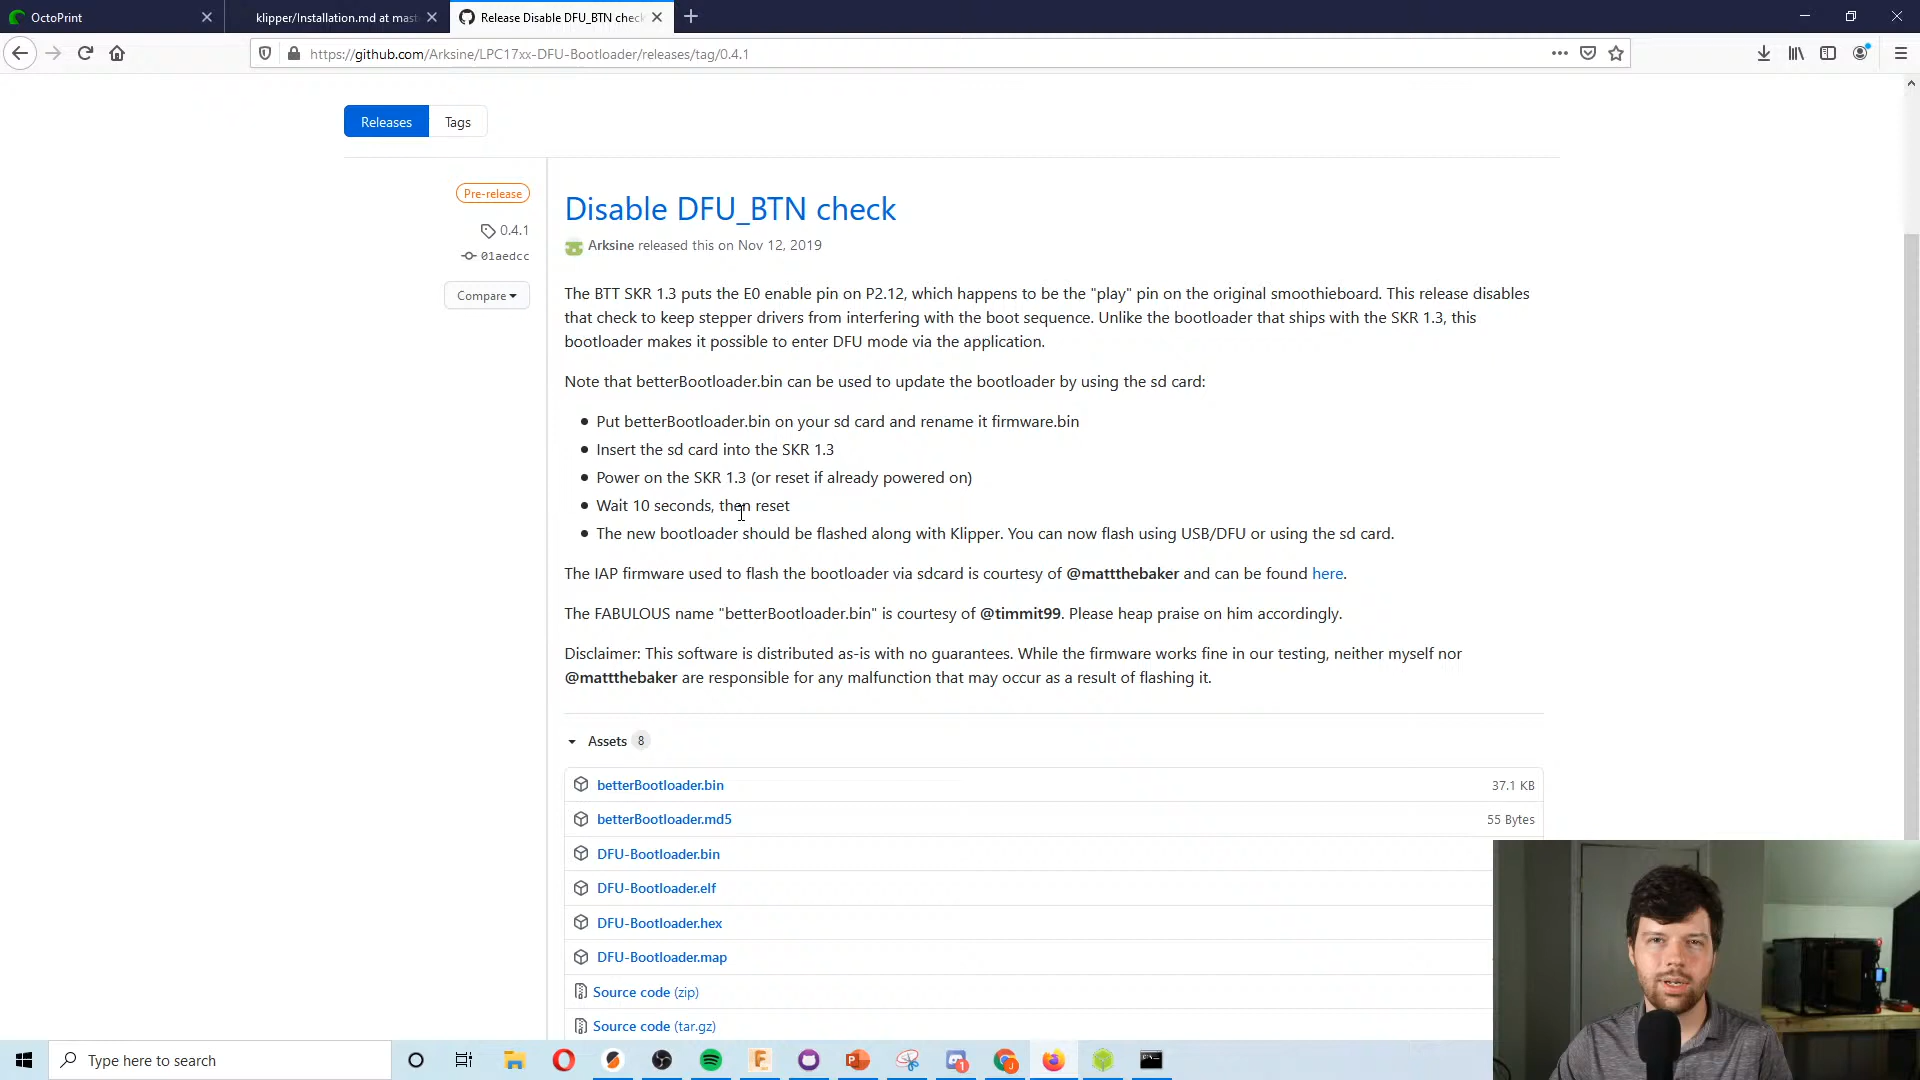 OctoPrint
klipper/Installation.md at mast
Release Disable DFU_BTN check
https://github.com/Arksine/LPC17xx-DFU-Bootloader/releases/tag/0.4.1
Releases
Tags
Pre-release
0.4.1
01aedcc
Compare
Disable DFU_BTN check
Arksine released this on Nov 12, 2019
The BTT SKR 1.3 puts the E0 enable pin on P2.12, which happens to be the "play" pin on the original smoothieboard. This release disables
that check to keep stepper drivers from interfering with the boot sequence. Unlike the bootloader that ships with the SKR 1.3, this
bootloader makes it possible to enter DFU mode via the application.
Note that betterBootloader.bin can be used to update the bootloader by using the sd card:
Put betterBootloader.bin on your sd card and rename it firmware.bin
Insert the sd card into the SKR 1.3
Power on the SKR 1.3 (or reset if already powered on)
Wait 10 seconds, then reset
The new bootloader should be flashed along with Klipper. You can now flash using USB/DFU or using the sd card.
The IAP firmware used to flash the bootloader via sdcard is courtesy of @mattthebaker and can be found here.
The FABULOUS name "betterBootloader.bin" is courtesy of @timmit99. Please heap praise on him accordingly.
Disclaimer: This software is distributed as-is with no guarantees. While the firmware works fine in our testing, neither myself nor
@mattthebaker are responsible for any malfunction that may occur as a result of flashing it.
Assets 8
betterBootloader.bin 37.1 KB
betterBootloader.md5 55 Bytes
DFU-Bootloader.bin
DFU-Bootloader.elf
DFU-Bootloader.hex
DFU-Bootloader.map
Source code (zip)
Source code (tar.gz)
Type here to search